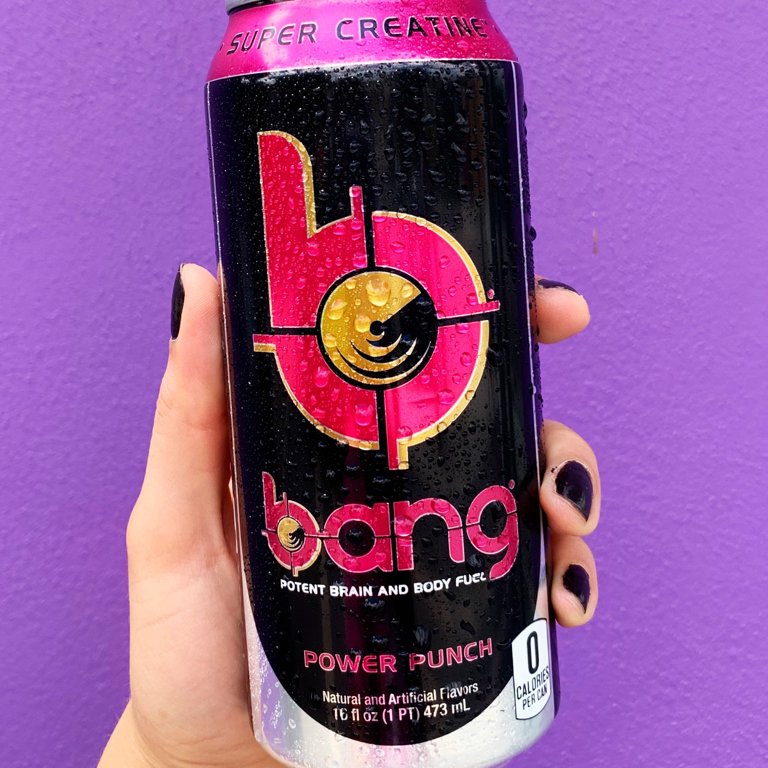 SUPER CREATINE
bang
POTENT BRAIN AND BODY FUEL
POWER PUNCH
Natural and Artificial Flavors
16 fl oz (1 PT) 473 mL
0
CALORIES
PER CAN